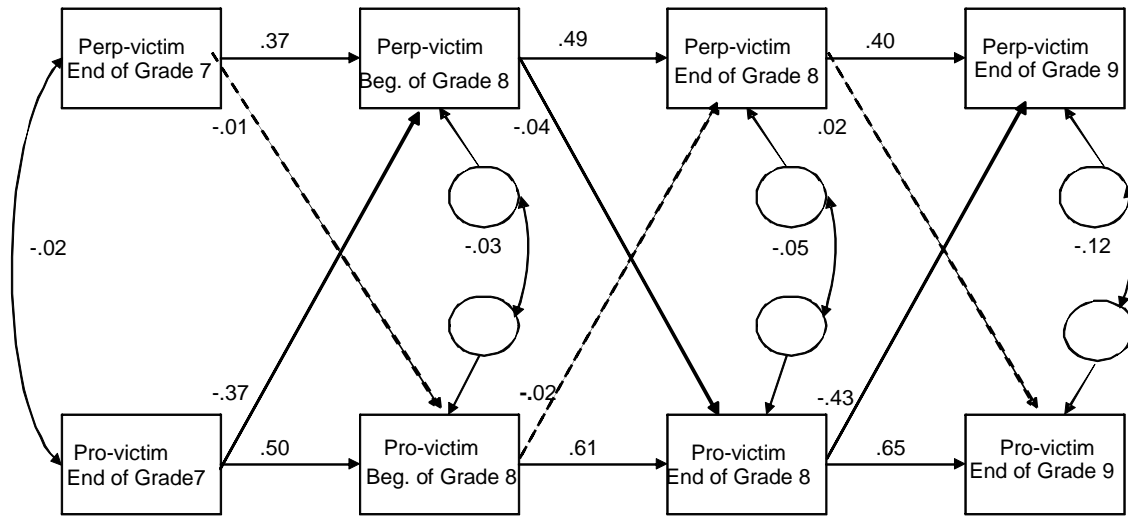 Perp-victim
End of Grade 7
.37
Perp-victim
Beg. of Grade 8
.49
Perp-victim
End of Grade 8
.40
Perp-victim
End of Grade 9
-.01
-.04
.02
-.02
-.03
-.05
-.12
-.37
-.02
-.43
Pro-victim
End of Grade7
.50
Pro-victim
Beg. of Grade 8
.61
Pro-victim
End of Grade 8
.65
Pro-victim
End of Grade 9